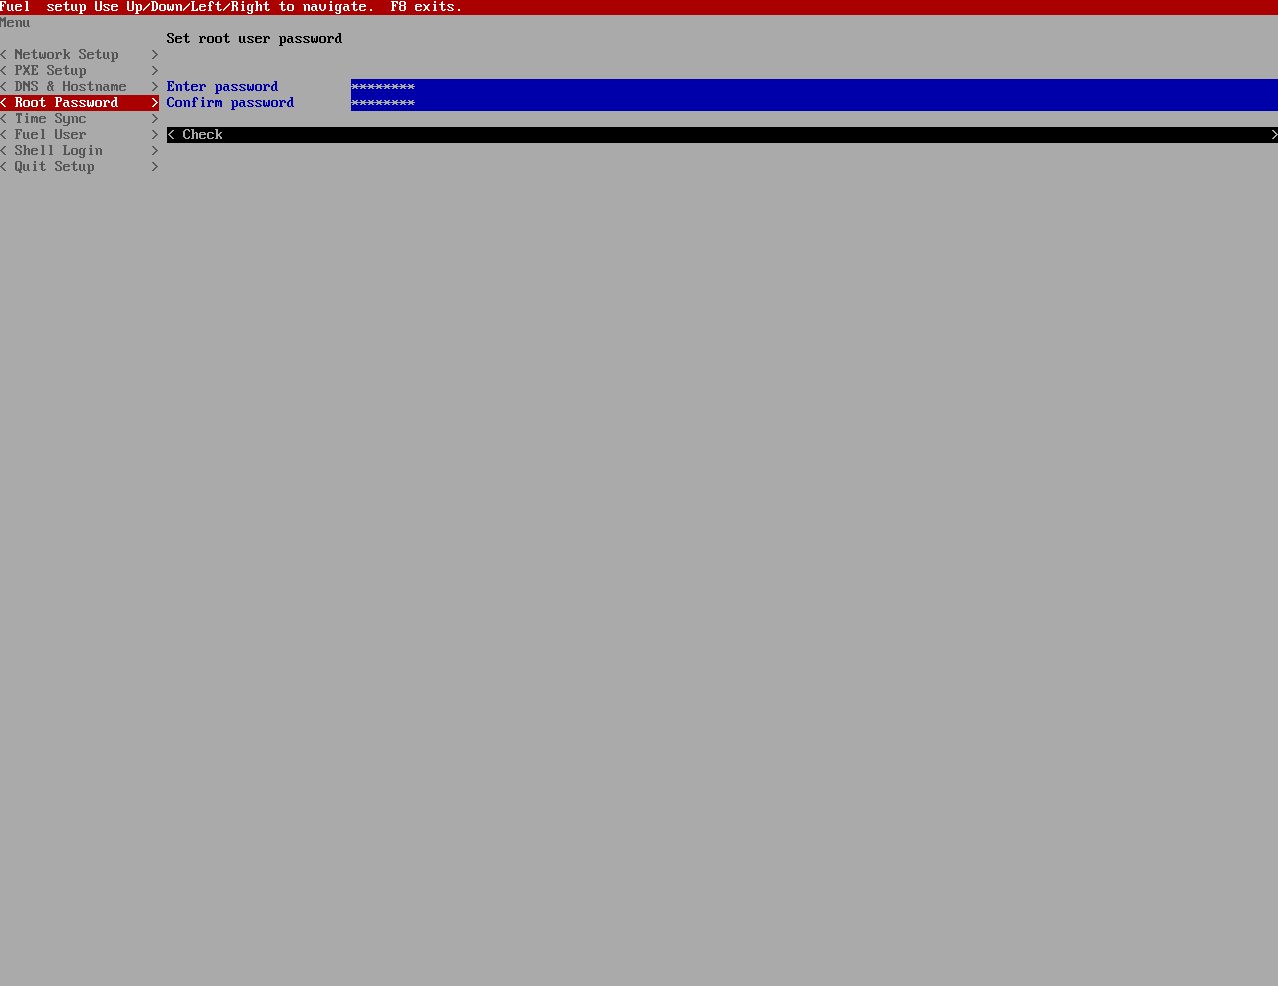 Fuel  setup Use Up/Down/Left/Right to navigate.  F8 exits.
Menu
Set root user password
< Network Setup    >
< PXE Setup        >
< DNS & Hostname   > Enter password         ********
< Root Password    > Confirm password       ********
< Time Sync        >
< Fuel User        > < Check >
< Shell Login      >
< Quit Setup       >